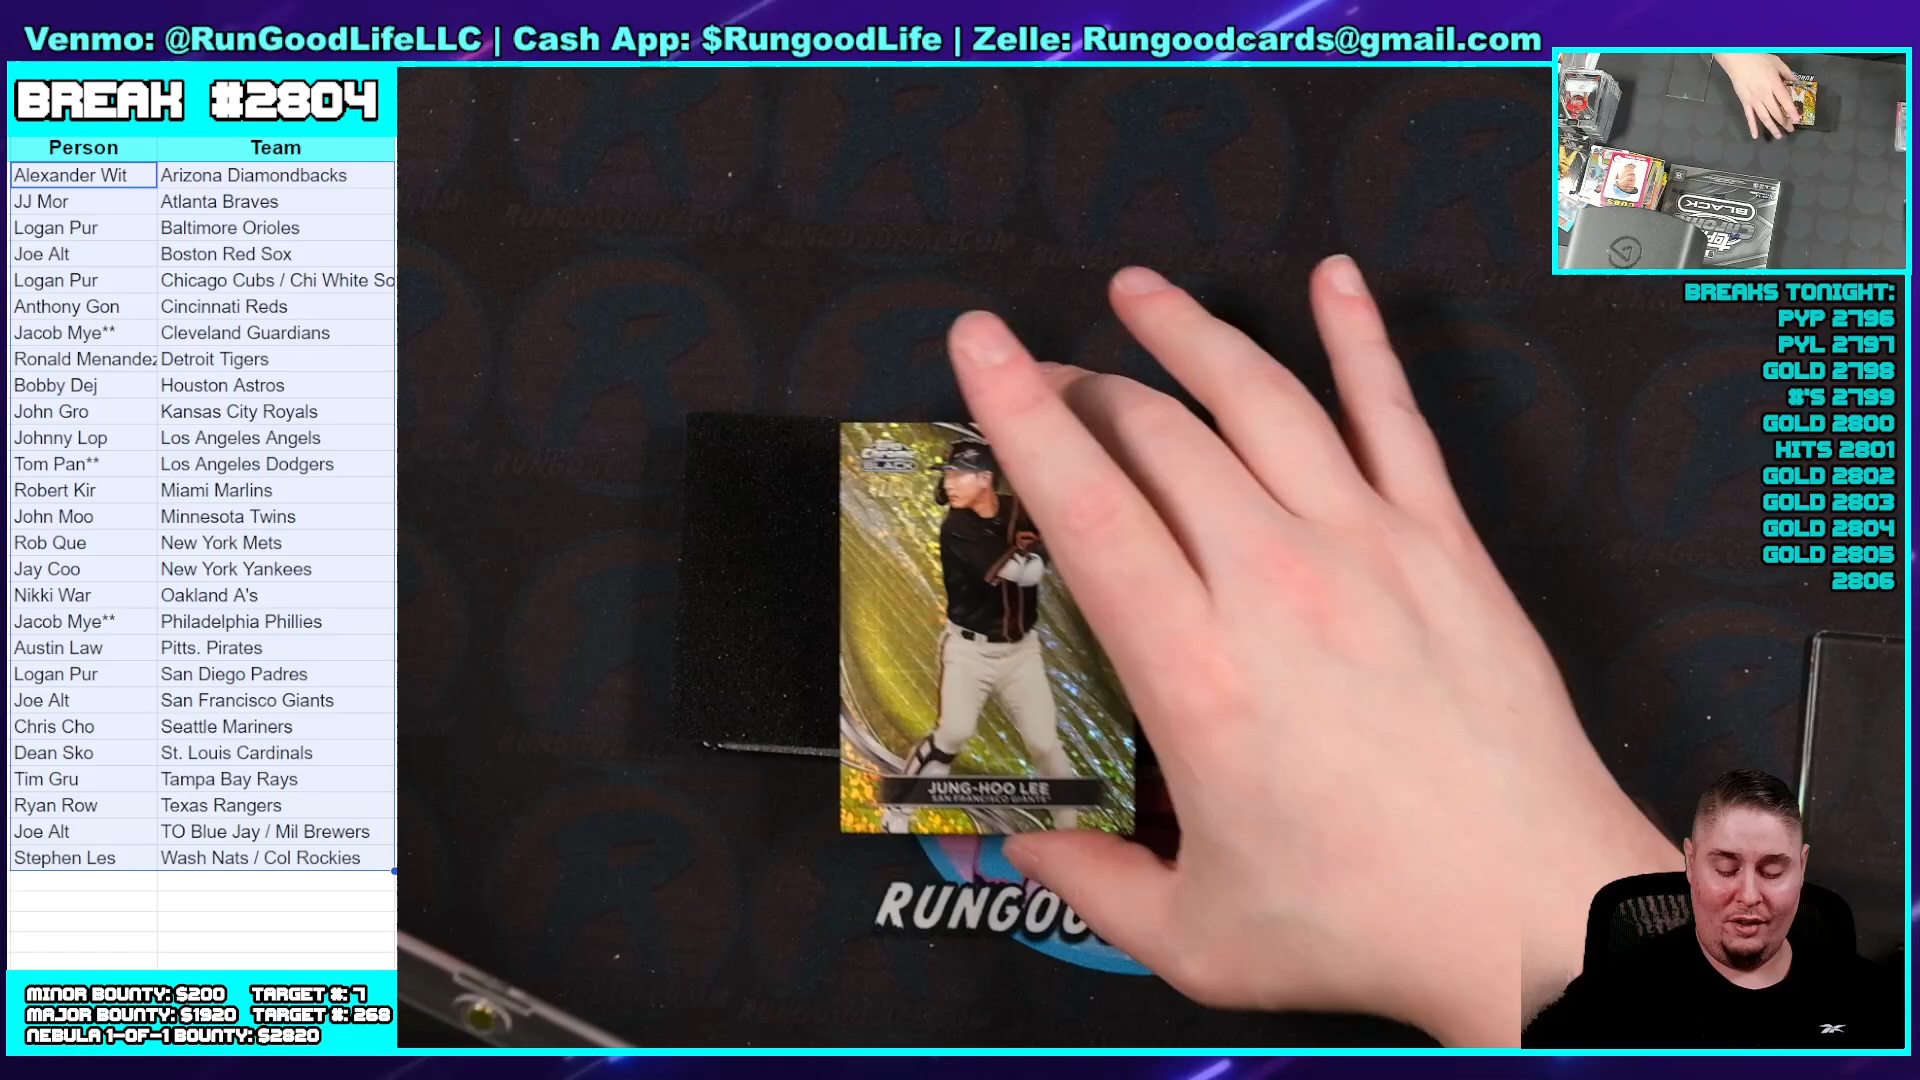 Venmo: @RunGoodLifeLLC | Cash App: $RungoodLife | Zelle: Rungoodcards@gmail.com
BREAK #2804
Person Team
Alexander Wit Arizona Diamondbacks
JJ Mor Atlanta Braves
Logan Pur Baltimore Orioles
Joe Alt Boston Red Sox
Logan Pur Chicago Cubs / Chi White So
Anthony Gon Cincinnati Reds
Jacob Mye** Cleveland Guardians
Ronald Menandez Detroit Tigers
Bobby Dej Houston Astros
John Gro Kansas City Royals
Johnny Lop Los Angeles Angels
Tom Pan** Los Angeles Dodgers
Robert Kir Miami Marlins
John Moo Minnesota Twins
Rob Que New York Mets
Jay Coo New York Yankees
Nikki War Oakland A's
Jacob Mye** Philadelphia Phillies
Austin Law Pitts. Pirates
Logan Pur San Diego Padres
Joe Alt San Francisco Giants
Chris Cho Seattle Mariners
Dean Sko St. Louis Cardinals
Tim Gru Tampa Bay Rays
Ryan Row Texas Rangers
Joe Alt TO Blue Jay / Mil Brewers
Stephen Les Wash Nats / Col Rockies
MINOR BOUNTY: $200 TARGET #: 7
MAJOR BOUNTY: $1920 TARGET #: 268
NEBULA 1-OF-1 BOUNTY: $2820
CHROME
BLACK
JUNG-HOO LEE
SAN FRANCISCO GIANTS
RUNGOO
BLACK
CUBS
BREAKS TONIGHT:
PYP 2796
PYL 2797
GOLD 2798
#'S 2799
GOLD 2800
HITS 2801
GOLD 2802
GOLD 2803
GOLD 2804
GOLD 2805
2806